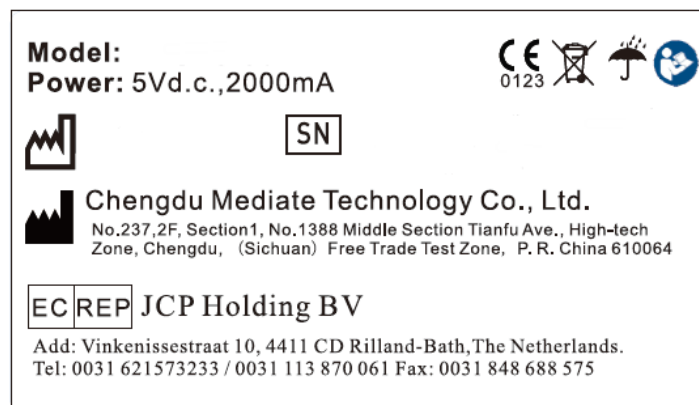 Model:
Power: 5Vd.c.,2000mA
CE
0123
SN
Chengdu Mediate Technology Co., Ltd.
No.237,2F, Section1, No.1388 Middle Section Tianfu Ave., High-tech
Zone, Chengdu, （Sichuan）Free Trade Test Zone, P. R. China 610064
EC REP JCP Holding BV
Add: Vinkenissestraat 10, 4411 CD Rilland-Bath,The Netherlands.
Tel: 0031 621573233 / 0031 113 870 061 Fax: 0031 848 688 575